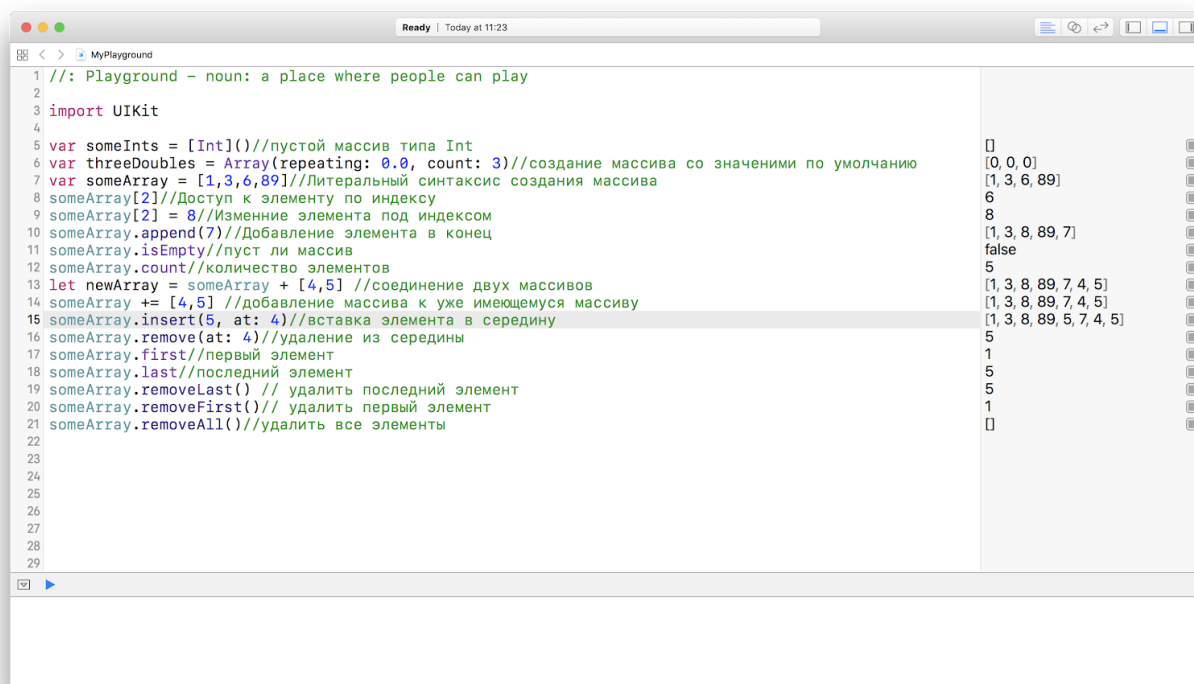 Ready | Today at 11:23
MyPlayground
1 //: Playground – noun: a place where people can play
2
3 import UIKit
4
5 var someInts = [Int]()//пустой массив типа Int []
6 var threeDoubles = Array(repeating: 0.0, count: 3)//создание массива со значеними по умолчанию [0, 0, 0]
7 var someArray = [1,3,6,89]//Литеральный синтаксис создания массива [1, 3, 6, 89]
8 someArray[2]//Доступ к элементу по индексу 6
9 someArray[2] = 8//Изменние элемента под индексом 8
10 someArray.append(7)//Добавление элемента в конец [1, 3, 8, 89, 7]
11 someArray.isEmpty//пуст ли массив false
12 someArray.count//количество элементов 5
13 let newArray = someArray + [4,5] //соединение двух массивов [1, 3, 8, 89, 7, 4, 5]
14 someArray += [4,5] //добавление массива к уже имеющемуся массиву [1, 3, 8, 89, 7, 4, 5]
15 someArray.insert(5, at: 4)//вставка элемента в середину [1, 3, 8, 89, 5, 7, 4, 5]
16 someArray.remove(at: 4)//удаление из середины 5
17 someArray.first//первый элемент 1
18 someArray.last//последний элемент 5
19 someArray.removeLast() // удалить последний элемент 5
20 someArray.removeFirst()// удалить первый элемент 1
21 someArray.removeAll()//удалить все элементы []
22
23
24
25
26
27
28
29